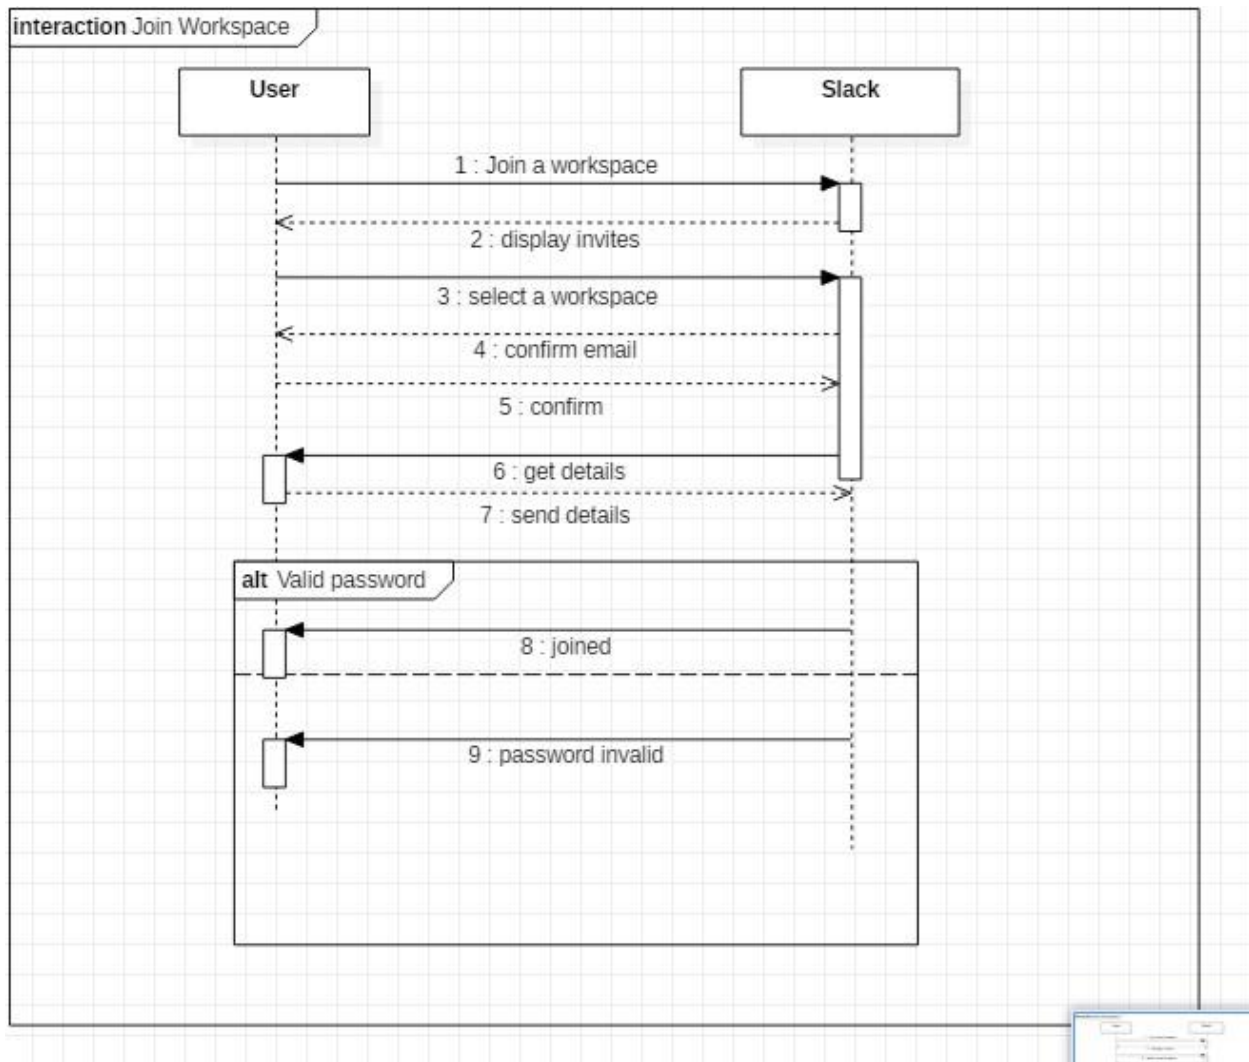 interaction Join Workspace
User
Slack
1 : Join a workspace
2 : display invites
3 : select a workspace
4 : confirm email
5 : confirm
6 : get details
7 : send details
alt Valid password
8 : joined
9 : password invalid